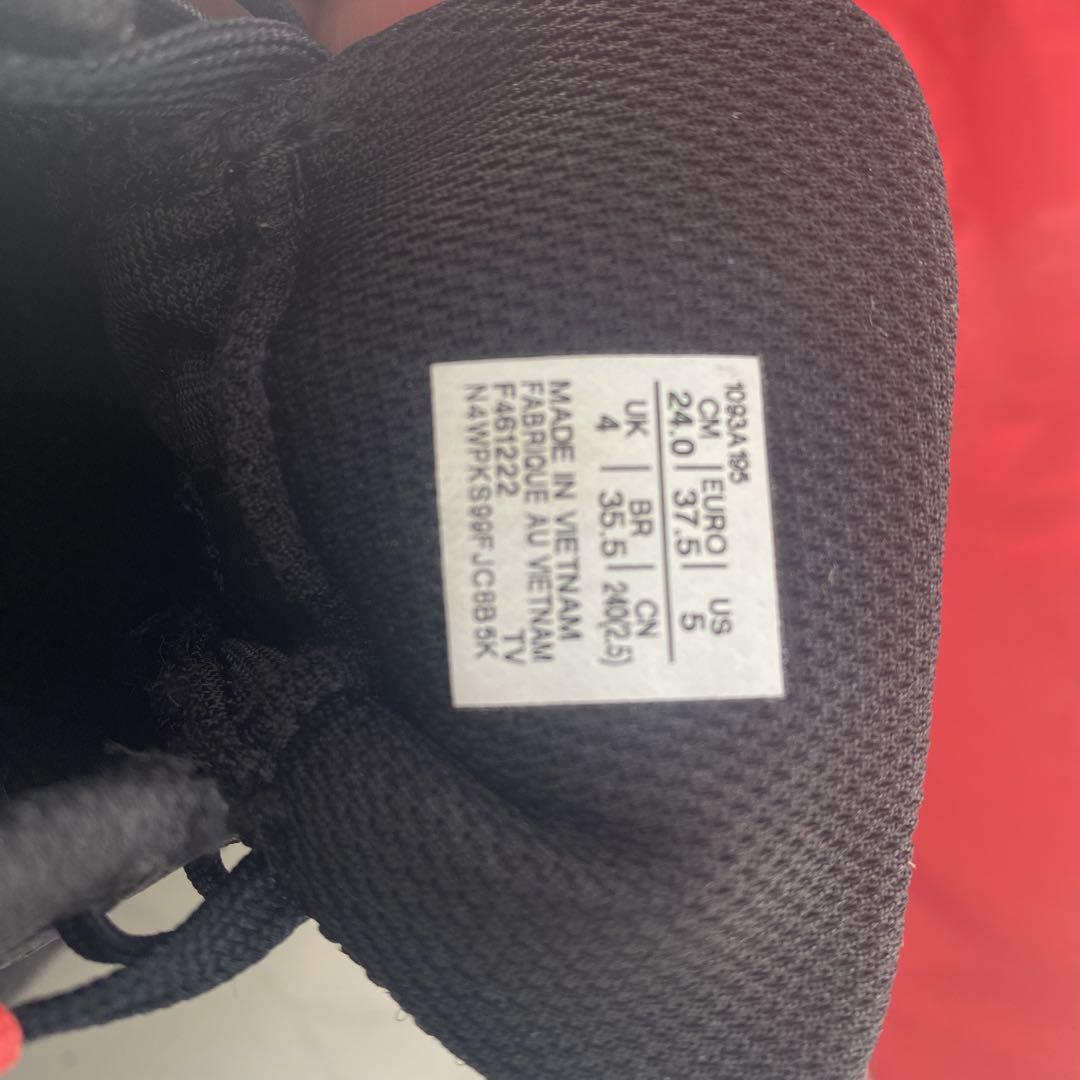 1093A195
CM | EURO | US
24.0 | 37.5 | 5
UK | BR | CN
4 | 35.5 | 240(2.5)
MADE IN VIETNAM
FABRIQUE AU VIETNAM
F461222 TV
N4WPKS99FJC8B5K